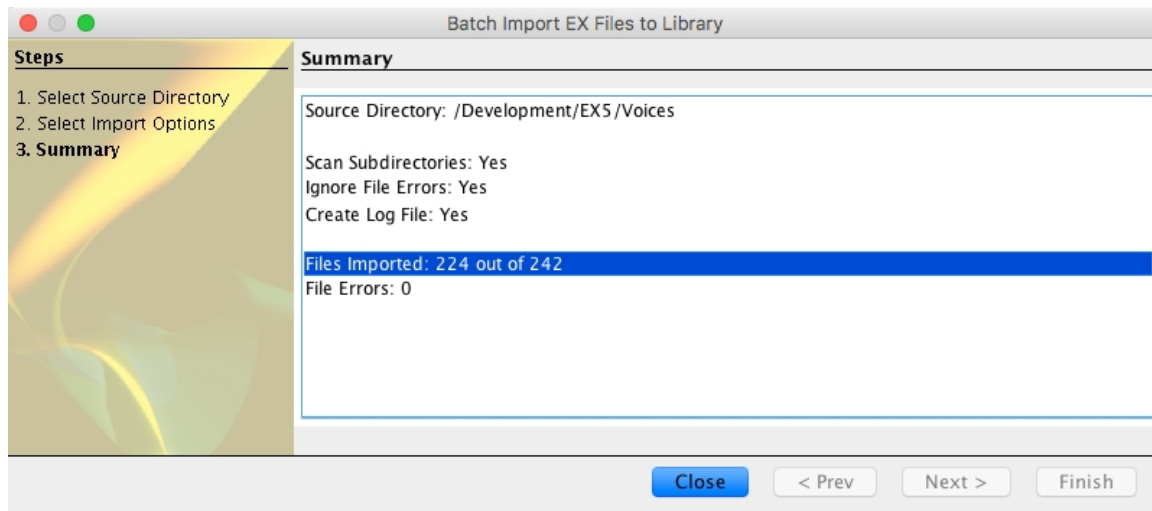 Batch Import EX Files to Library
Steps
1. Select Source Directory
2. Select Import Options
3. Summary
Summary
Source Directory: /Development/EX5/Voices
Scan Subdirectories: Yes
Ignore File Errors: Yes
Create Log File: Yes
Files Imported: 224 out of 242
File Errors: 0
Close < Prev Next > Finish